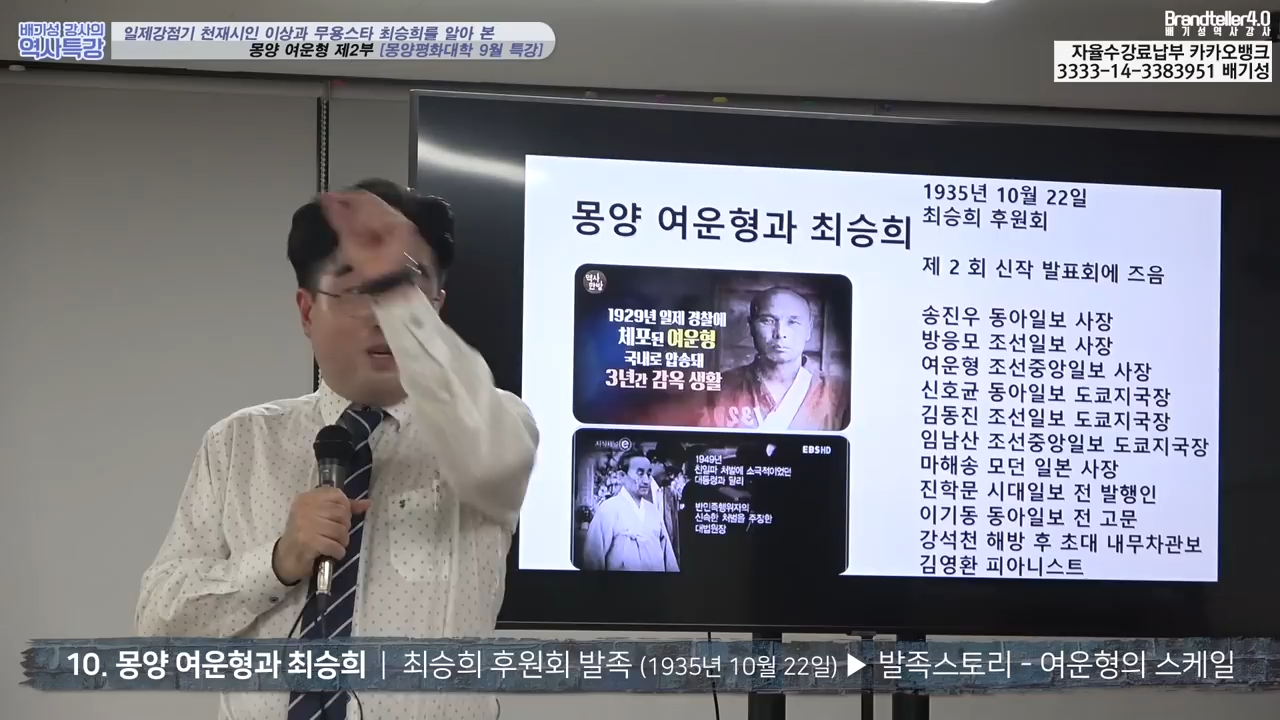 배기성 강사의
역사특강
일제강점기 천재시인 이상과 무용스타 최승희를 알아 본
몽양 여운형 제2부 [몽양평화대학 9월 특강]
Brandteller4.0
배기성역사강사
자율수강료납부 카카오뱅크
3333-14-3383951 배기성
몽양 여운형과 최승희
역사
한방
1929년 일제 경찰에
체포된 여운형
국내로 압송돼
3년간 감옥 생활
지식채널e
EBS HD
1949년
친일파 처벌에 소극적이었던
대통령과 달리
반민족행위자의
신속한 처벌을 주장한
대법원장
1935년 10월 22일
최승희 후원회
제 2 회 신작 발표회에 즈음
송진우 동아일보 사장
방응모 조선일보 사장
여운형 조선중앙일보 사장
신호균 동아일보 도쿄지국장
김동진 조선일보 도쿄지국장
임남산 조선중앙일보 도쿄지국장
마해송 모던 일본 사장
진학문 시대일보 전 발행인
이기동 동아일보 전 고문
강석천 해방 후 초대 내무차관보
김영환 피아니스트
10. 몽양 여운형과 최승희 | 최승희 후원회 발족 (1935년 10월 22일) ▶ 발족스토리 - 여운형의 스케일